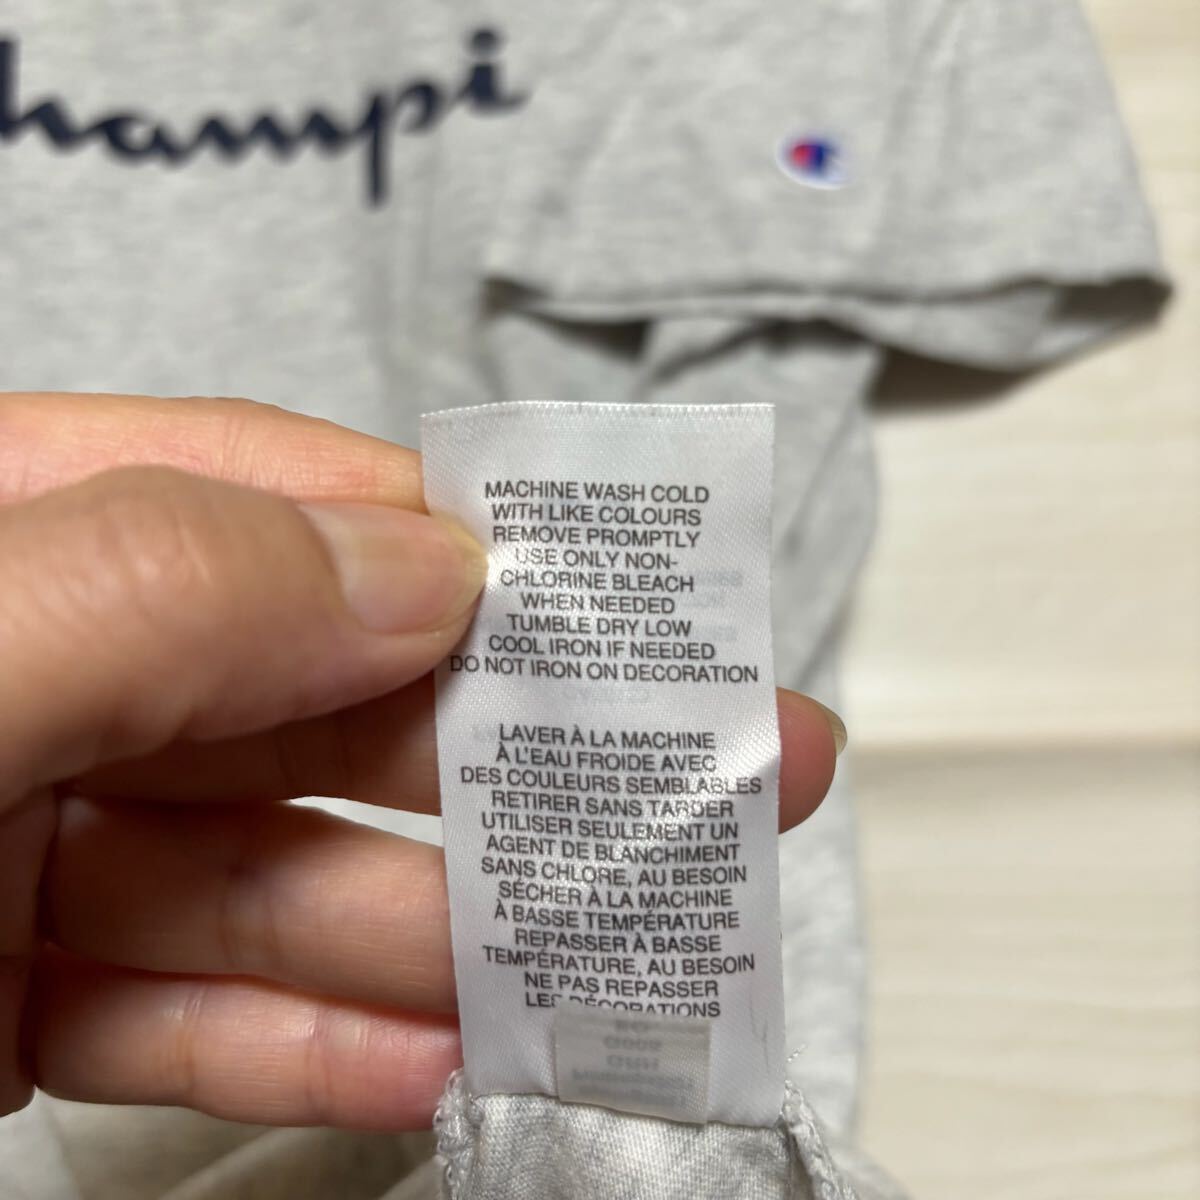 Champi
MACHINE WASH COLD
WITH LIKE COLOURS
REMOVE PROMPTLY
USE ONLY NON-
CHLORINE BLEACH
WHEN NEEDED
TUMBLE DRY LOW
COOL IRON IF NEEDED
DO NOT IRON ON DECORATION
LAVER À LA MACHINE
À L'EAU FROIDE AVEC
DES COULEURS SEMBLABLES
RETIRER SANS TARDER
UTILISER SEULEMENT UN
AGENT DE BLANCHIMENT
SANS CHLORE, AU BESOIN
SÉCHER À LA MACHINE
À BASSE TEMPÉRATURE
REPASSER À BASSE
TEMPÉRATURE, AU BESOIN
NE PAS REPASSER
LES DÉCORATIONS